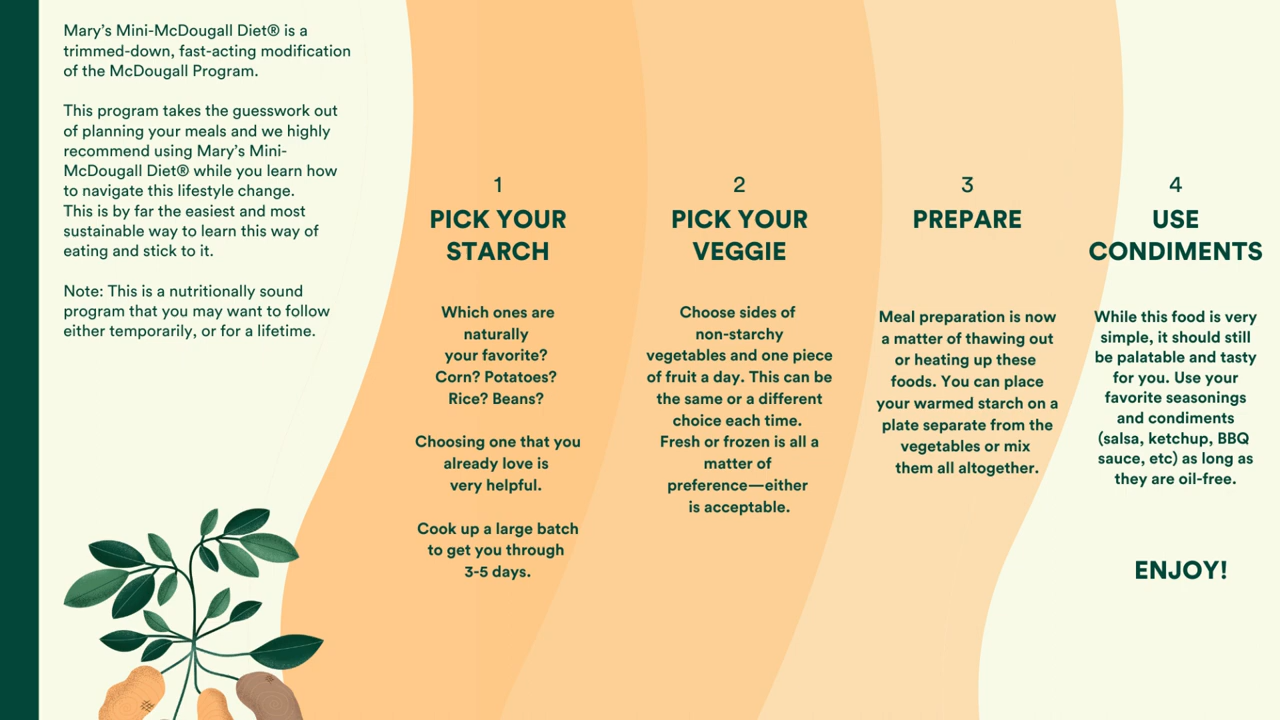 Mary’s Mini-McDougall Diet® is a
trimmed-down, fast-acting modification
of the McDougall Program.
This program takes the guesswork out
of planning your meals and we highly
recommend using Mary’s Mini-
McDougall Diet® while you learn how
to navigate this lifestyle change.
This is by far the easiest and most
sustainable way to learn this way of
eating and stick to it.
Note: This is a nutritionally sound
program that you may want to follow
either temporarily, or for a lifetime.
1
PICK YOUR
STARCH
Which ones are
naturally
your favorite?
Corn? Potatoes?
Rice? Beans?
Choosing one that you
already love is
very helpful.
Cook up a large batch
to get you through
3-5 days.
2
PICK YOUR
VEGGIE
Choose sides of
non-starchy
vegetables and one piece
of fruit a day. This can be
the same or a different
choice each time.
Fresh or frozen is all a
matter of
preference—either
is acceptable.
3
PREPARE
Meal preparation is now
a matter of thawing out
or heating up these
foods. You can place
your warmed starch on a
plate separate from the
vegetables or mix
them all altogether.
4
USE
CONDIMENTS
While this food is very
simple, it should still
be palatable and tasty
for you. Use your
favorite seasonings
and condiments
(salsa, ketchup, BBQ
sauce, etc) as long as
they are oil-free.
ENJOY!